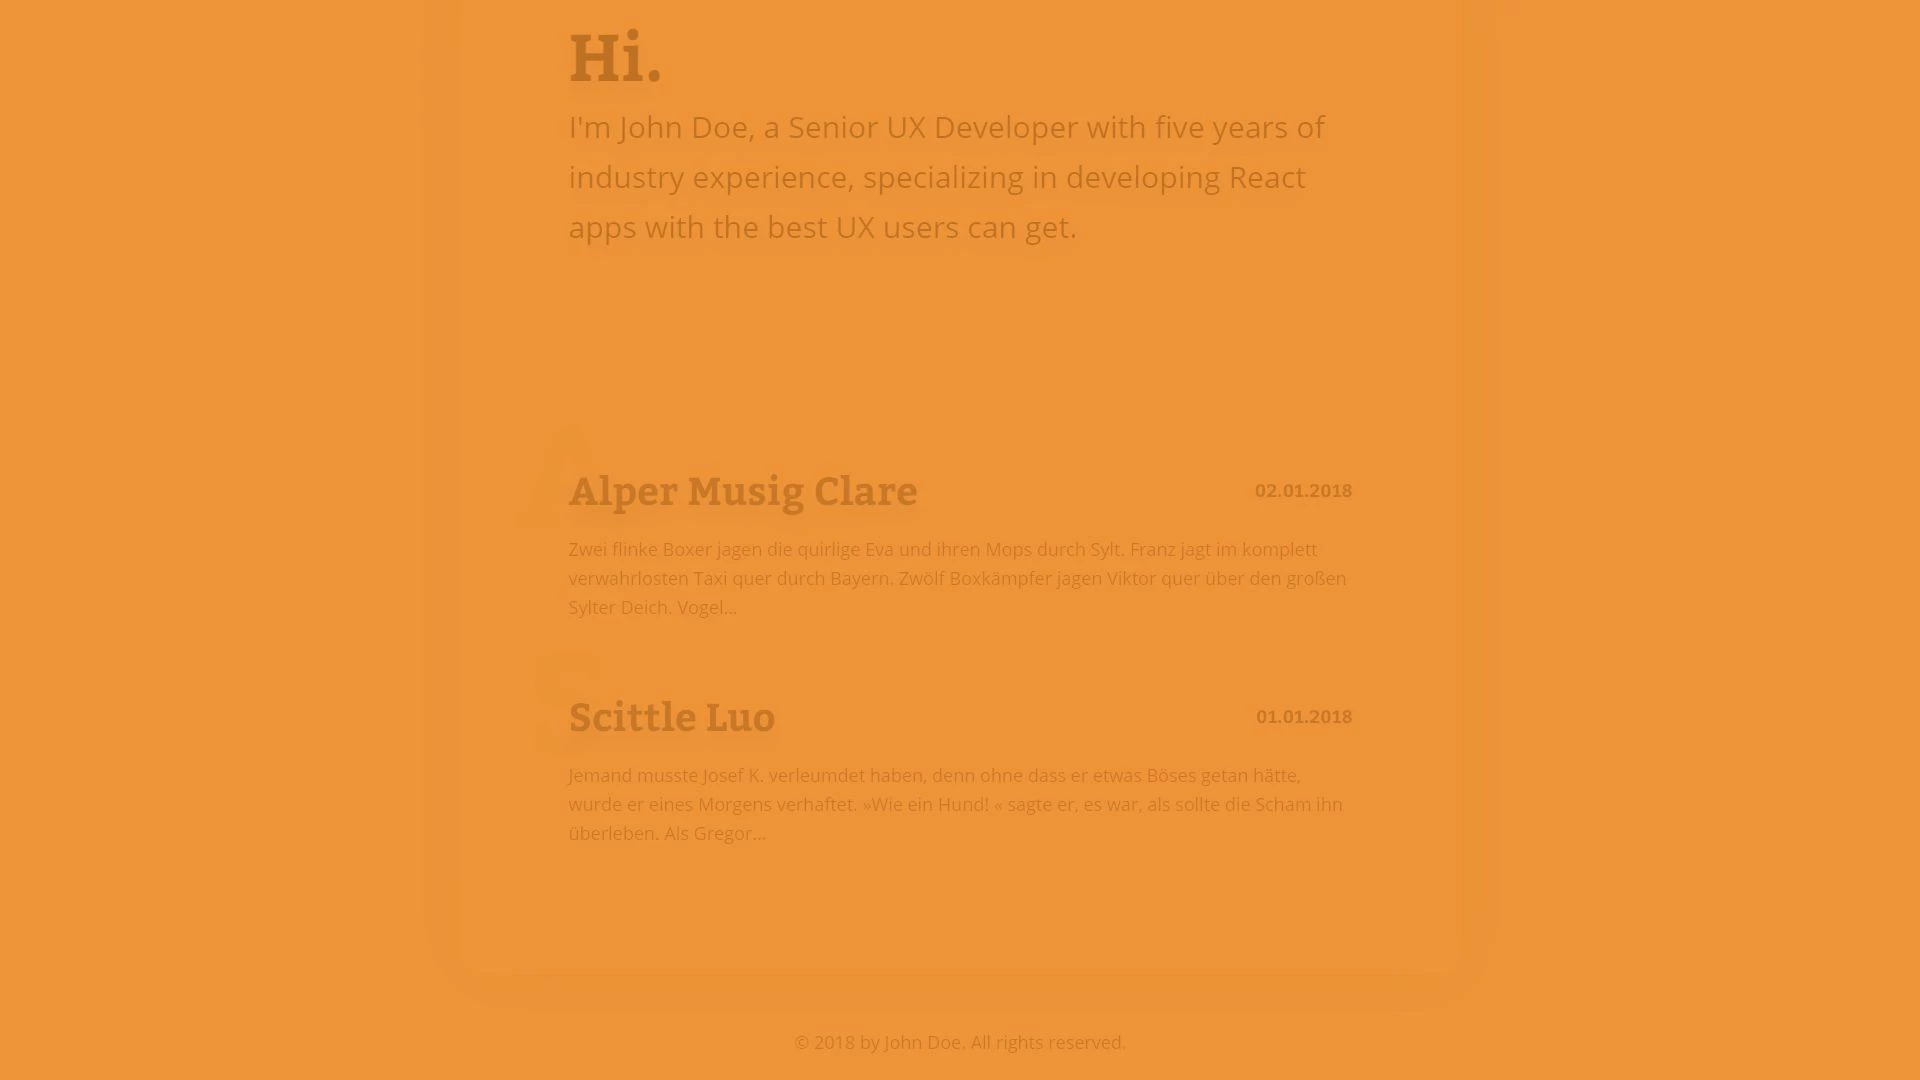 Hi.
I'm John Doe, a Senior UX Developer with five years of
industry experience, specializing in developing React
apps with the best UX users can get.
A
Alper Musig Clare
02.01.2018
Zwei flinke Boxer jagen die quirlige Eva und ihren Mops durch Sylt. Franz jagt im komplett
verwahrlosten Taxi quer durch Bayern. Zwölf Boxkämpfer jagen Viktor quer über den großen
Sylter Deich. Vogel...
S
Scittle Luo
01.01.2018
Jemand musste Josef K. verleumdet haben, denn ohne dass er etwas Böses getan hätte,
wurde er eines Morgens verhaftet. »Wie ein Hund! « sagte er, es war, als sollte die Scham ihn
überleben. Als Gregor...
© 2018 by John Doe. All rights reserved.